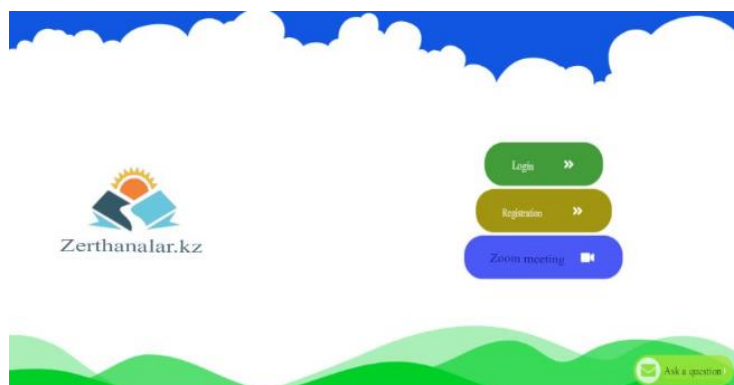 Login
Registration
Zerthanalar.kz
Zoom meeting
Ask a question